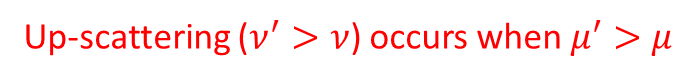 Up-scattering (𝜈′ > 𝜈) occurs when 𝜇′ > 𝜇